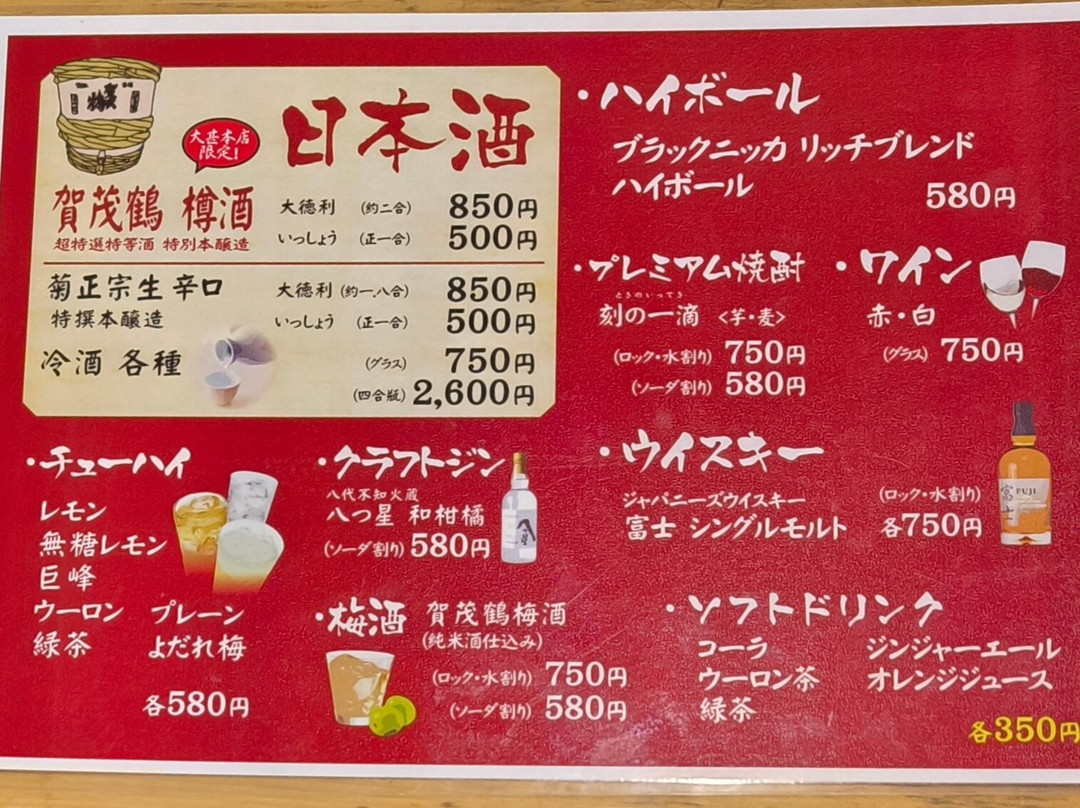 大甚本店
限定!
日本酒
賀茂鶴 樽酒
超特選特等酒 特別本醸造
大徳利 (約二合) 850円
いっしょう (正一合) 500円
菊正宗生辛口
特撰本醸造
大徳利 (約一.八合) 850円
いっしょう (正一合) 500円
冷酒 各種
(グラス) 750円
(四合瓶) 2,600円
・ハイボール
ブラックニッカ リッチブレンド
ハイボール 580円
・プレミアム焼酎
ときのいってき
刻の一滴 <芋・麦>
(ロック・水割り) 750円
(ソーダ割り) 580円
・ワイン
赤・白
(グラス) 750円
・チューハイ
レモン
無糖レモン
巨峰
ウーロン プレーン
緑茶 よだれ梅
各580円
・クラフトジン
八代不知火蔵
八つ星 和柑橘
(ソーダ割り) 580円
八つ星
・ウイスキー
ジャパニーズウイスキー
富士 シングルモルト
(ロック・水割り)
各750円
FUJI
富士
・梅酒 賀茂鶴梅酒
(純米酒仕込み)
(ロック・水割り) 750円
(ソーダ割り) 580円
・ソフトドリンク
コーラ ジンジャーエール
ウーロン茶 オレンジジュース
緑茶
各350円